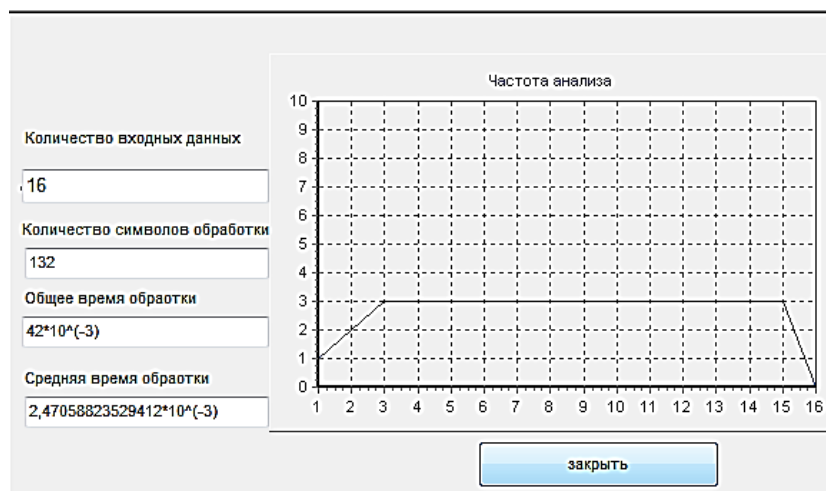 Количество входных данных
16
Количество символов обработки
132
Общее время обраотки
42*10^(-3)
Средняя время обраотки
2,47058823529412*10^(-3)
Частота анализа
10
9
8
7
6
5
4
3
2
1
0
1 2 3 4 5 6 7 8 9 10 11 12 13 14 15 16
закрыть